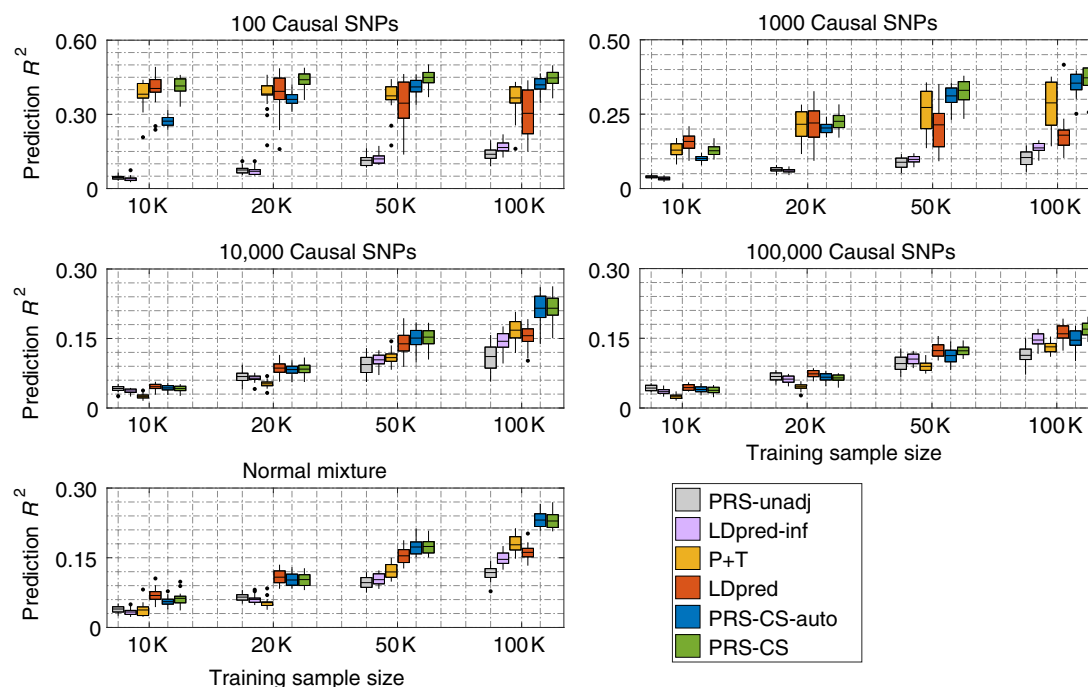 100 Causal SNPs
Prediction R²
0.60
0.30
0
10K 20K 50K 100K
1000 Causal SNPs
0.50
0.25
0
10K 20K 50K 100K
10,000 Causal SNPs
Prediction R²
0.30
0.15
0
10K 20K 50K 100K
100,000 Causal SNPs
0.30
0.15
0
10K 20K 50K 100K
Training sample size
Normal mixture
Prediction R²
0.30
0.15
0
10K 20K 50K 100K
Training sample size
PRS-unadj
LDpred-inf
P+T
LDpred
PRS-CS-auto
PRS-CS